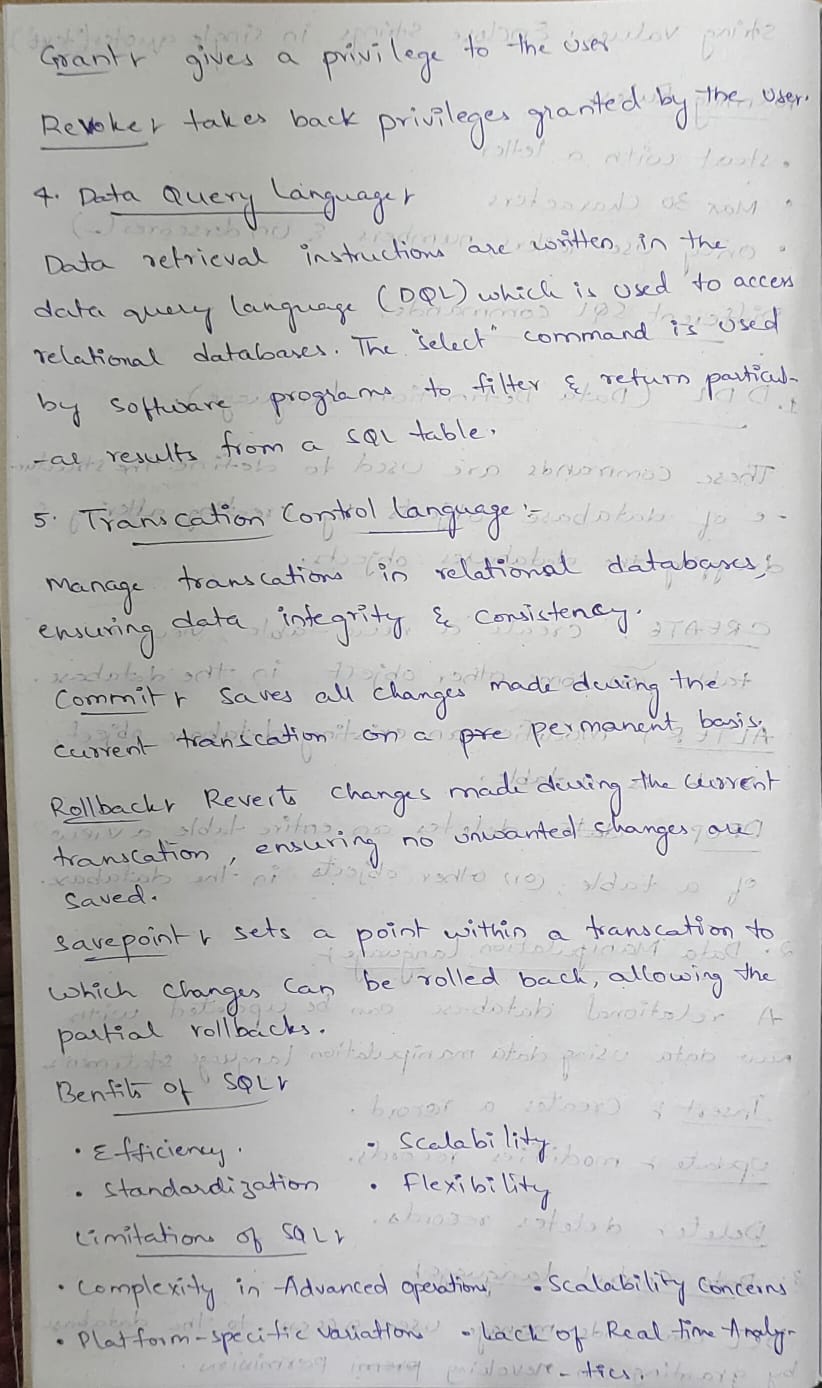 Grant:- gives a privilege to the user
Revoke:- takes back privileges granted by the user.
4. Data Query Language:-
Data retrieval instructions are written in the
data query language (DQL) which is used to access
relational databases. The "select" command is used
by software programs to filter & return particul-
-ar results from a SQL table.
5. Transcation Control language :-
Manage transcations in relational databases,
ensuring data integrity & consistency.
Commit:- saves all changes made during the
current transcation on a pre permanent basis.
Rollback:- Reverts changes made during the current
transcation, ensuring no unwanted changes are
saved.
savepoint:- sets a point within a transcation to
which changes can be rolled back, allowing the
partial rollbacks.
Benfits of SQL:-
• Efficiency. • Scalability
• Standardization • Flexibility
Limitations of SQL:-
• Complexity in Advanced operations, • Scalability Concerns
• Platform-specific variations • Lack of Real time Analy-
-tics.